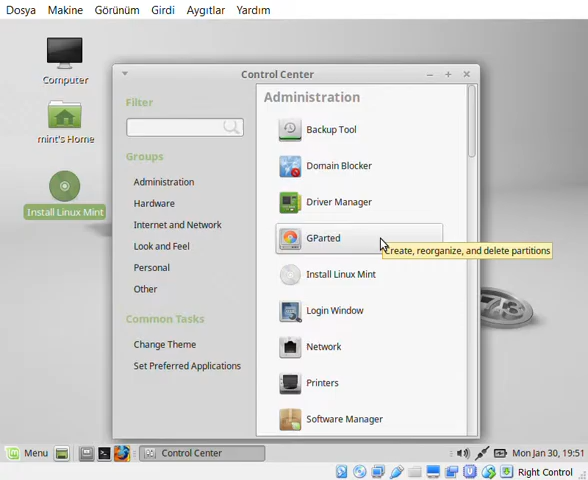 Dosya Makine Görünüm Girdi Aygıtlar Yardım
Computer
mint's Home
Install Linux Mint
Control Center
Filter
Groups
Administration
Hardware
Internet and Network
Look and Feel
Personal
Other
Common Tasks
Change Theme
Set Preferred Applications
Administration
Backup Tool
Domain Blocker
Driver Manager
GParted
Create, reorganize, and delete partitions
Install Linux Mint
Login Window
Network
Printers
Software Manager
Menu
Control Center
Mon Jan 30, 19:51
Right Control